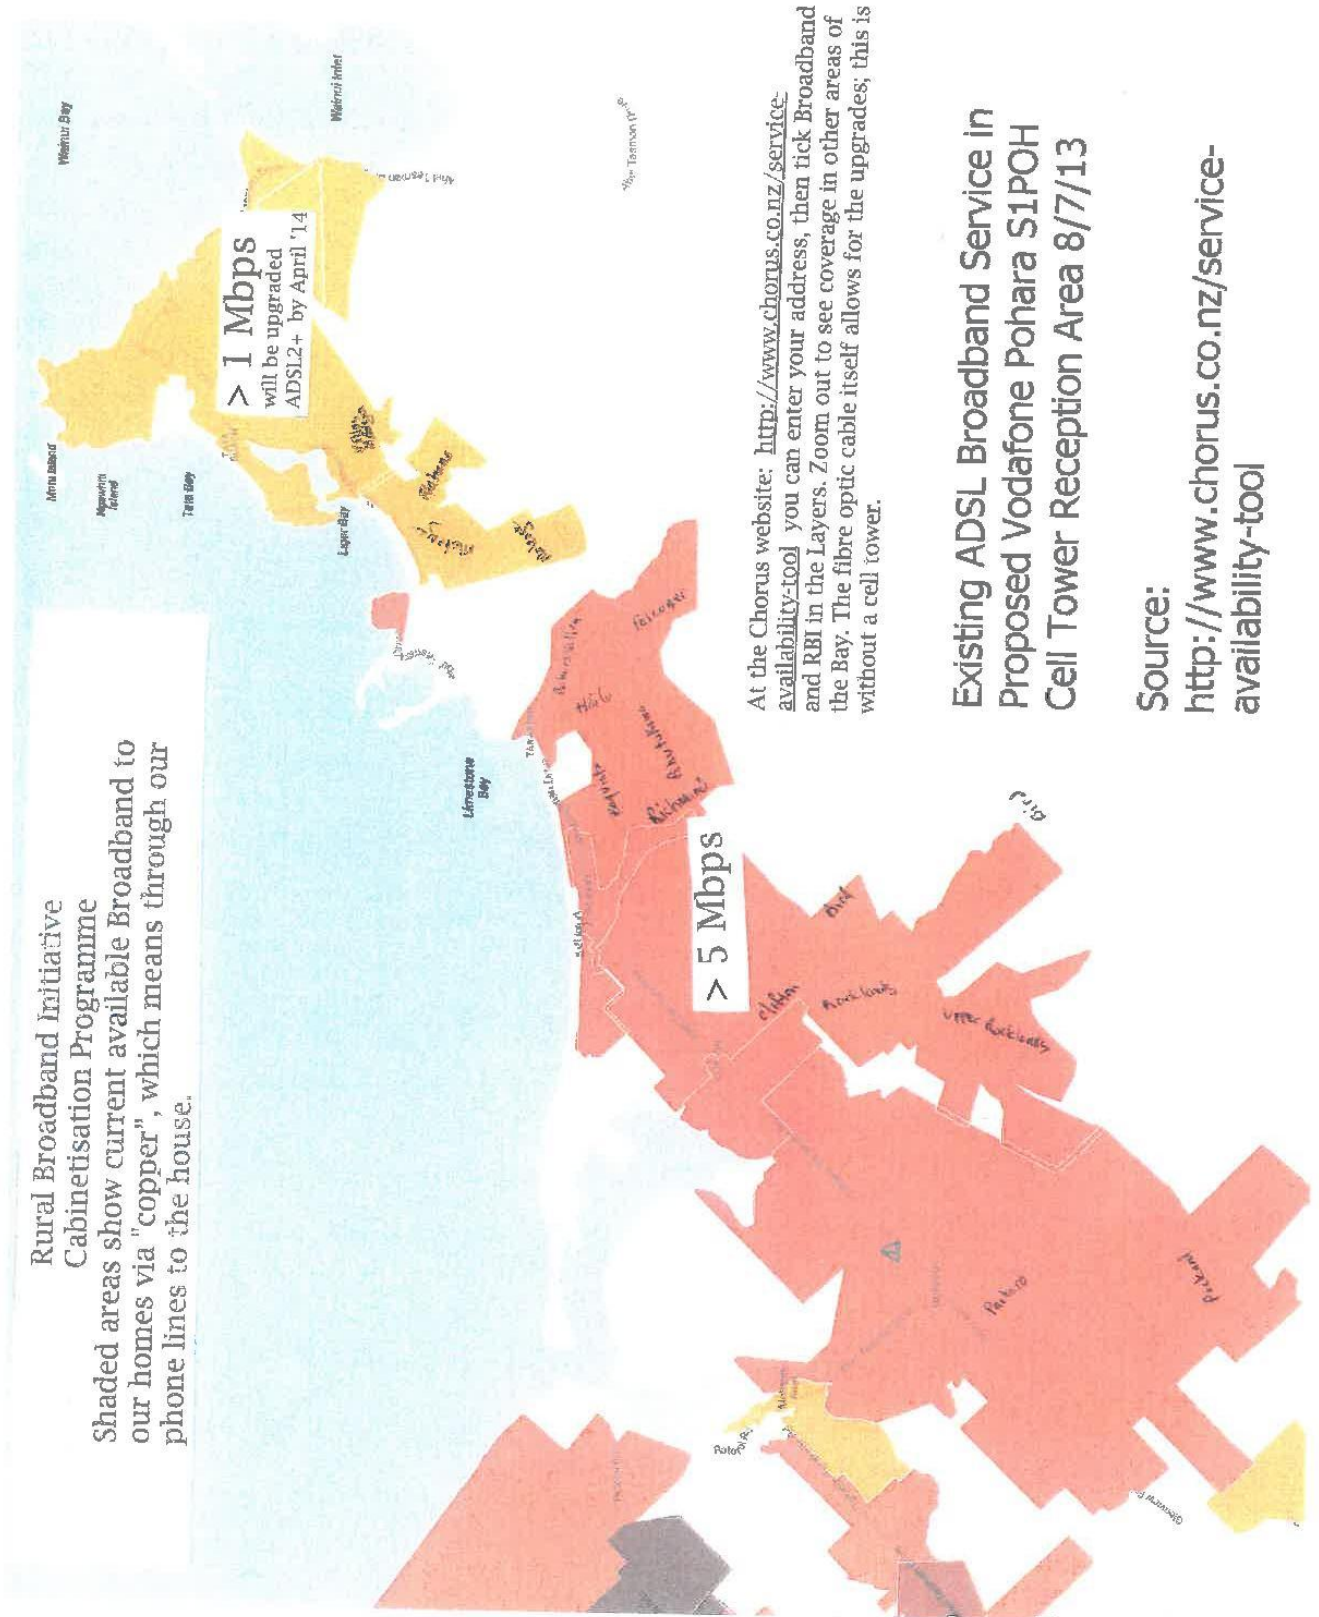 Rural Broadband Initiative
Cabinetisation Programme
Shaded areas show current available Broadband to
our homes via "copper", which means through our
phone lines to the house.
Wainui Bay
Wainui Inlet
Motu Island
Ngawhiti
Island
Tata Bay
Ligar Bay
Limestone
Bay
> 1 Mbps
will be upgraded
ADSL2+ by April '14
> 5 Mbps
Haile
Richmond
Clifton
Bird
Rocklands
Upper Rocklands
Bird
Packard
At the Chorus website: http://www.chorus.co.nz/service-
availability-tool you can enter your address, then tick Broadband
and RBI in the Layers. Zoom out to see coverage in other areas of
the Bay. The fibre optic cable itself allows for the upgrades; this is
without a cell tower.
Existing ADSL Broadband Service in
Proposed Vodafone Pohara S1POH
Cell Tower Reception Area 8/7/13
Source:
http://www.chorus.co.nz/service-
availability-tool